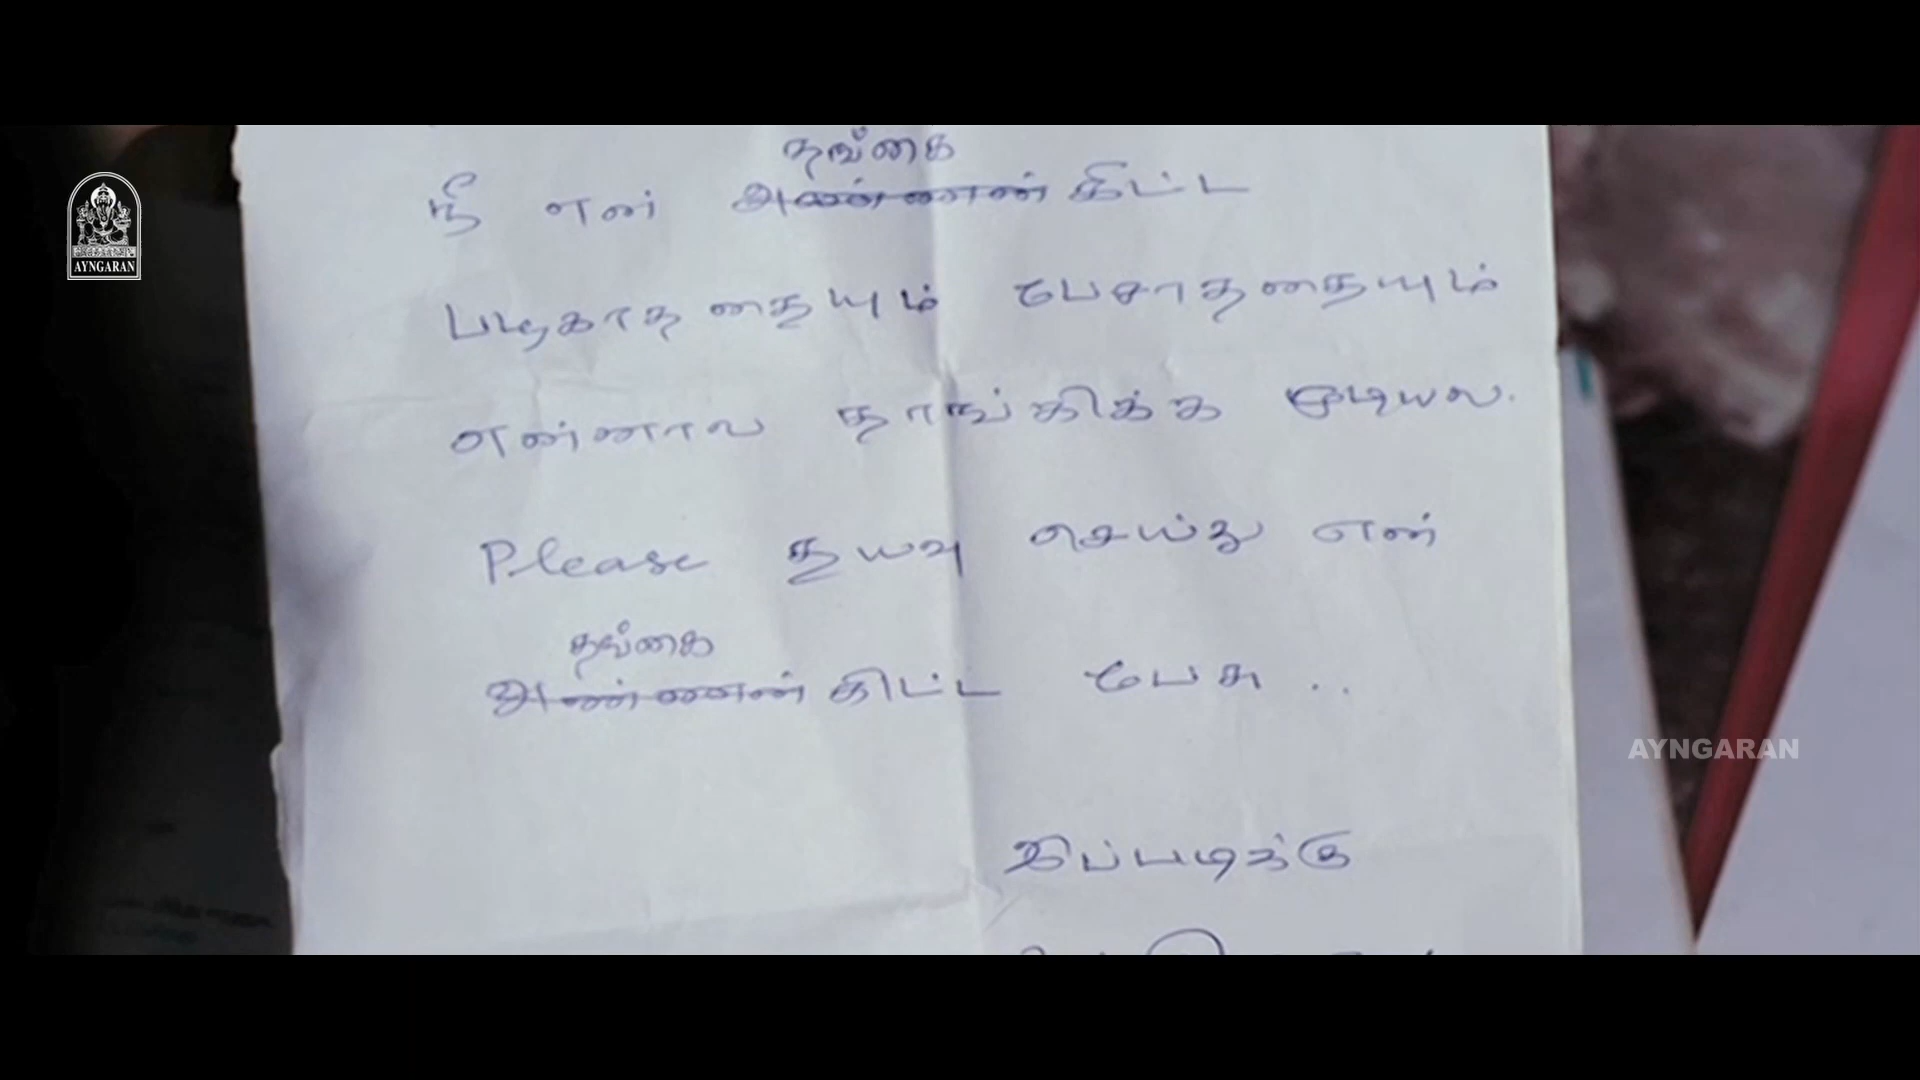 AYNGARAN
தங்கை
நீ என் அண்ணன் கிட்ட
படிகாததையும் பேசாததையும்
என்னால தாங்கிக்க முடியல.
Please தயவு செய்து என்
தங்கை
அண்ணன் கிட்ட பேசு ..
AYNGARAN
இப்படிக்கு